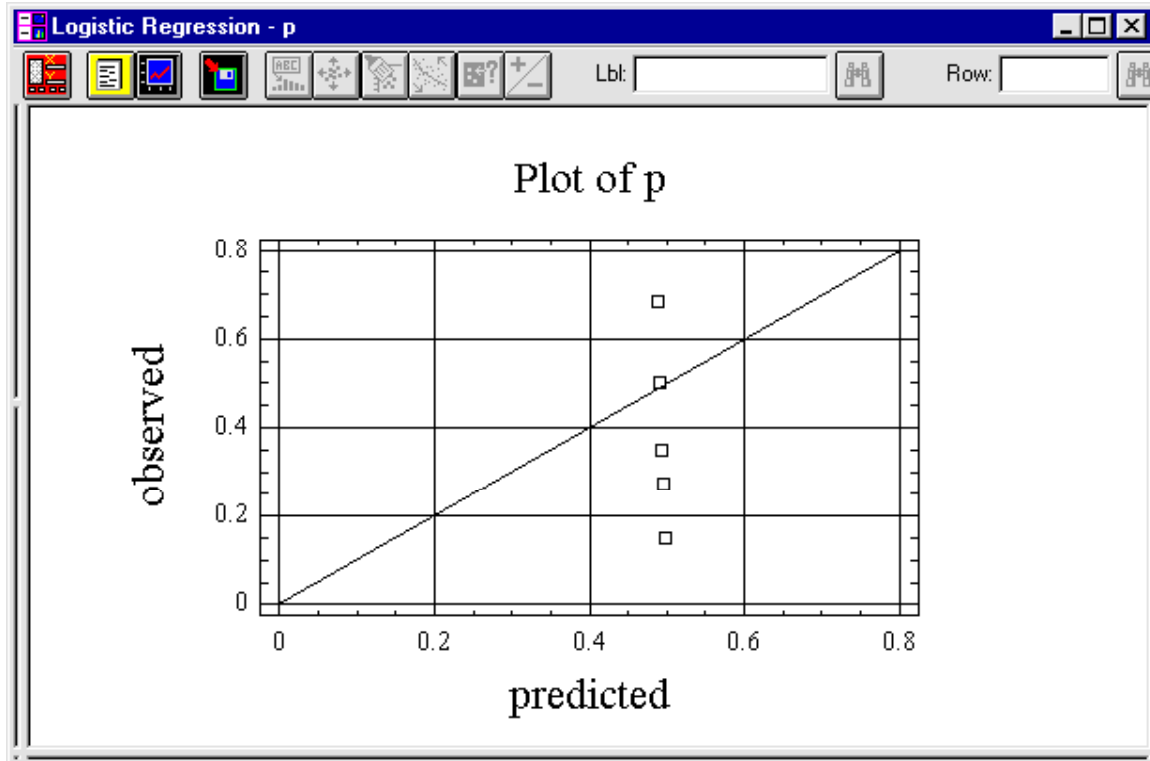 Logistic Regression - p
ABC
X
Y
?
+
−
Lbl:
Row:
Plot of p
0.8
0.6
0.4
0.2
0
observed
0
0.2
0.4
0.6
0.8
predicted